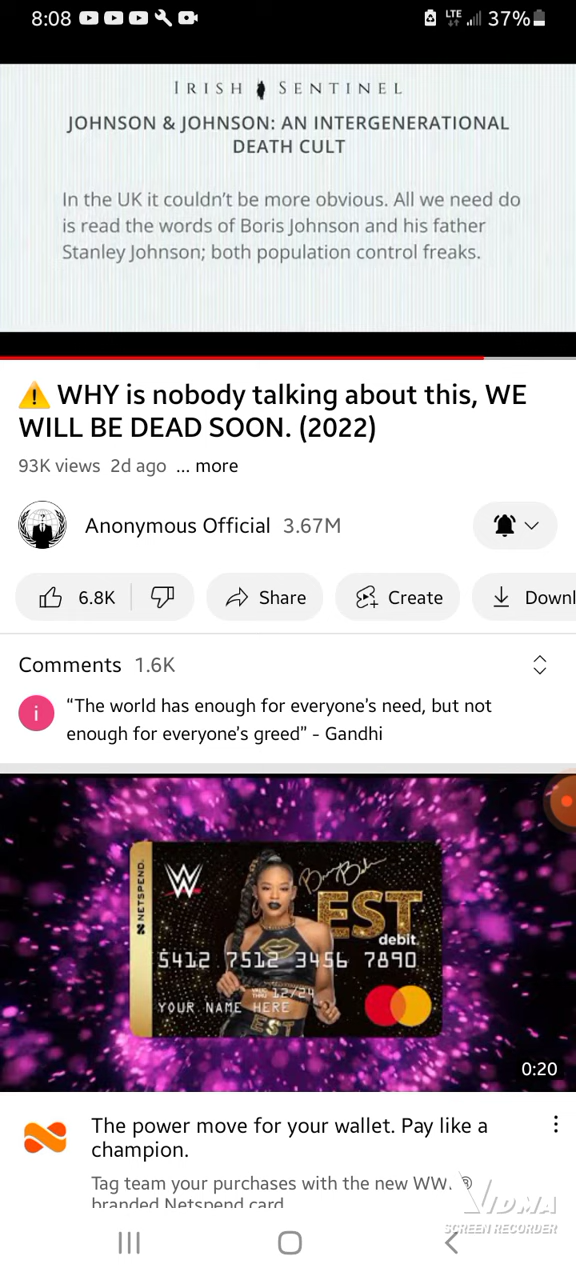 8:08 LTE 37%
IRISH SENTINEL
JOHNSON & JOHNSON: AN INTERGENERATIONAL
DEATH CULT
In the UK it couldn't be more obvious. All we need do
is read the words of Boris Johnson and his father
Stanley Johnson; both population control freaks.
WHY is nobody talking about this, WE
WILL BE DEAD SOON. (2022)
93K views 2d ago ... more
Anonymous Official 3.67M
6.8K Share Create Downl
Comments 1.6K
i
“The world has enough for everyone's need, but not
enough for everyone's greed” - Gandhi
NETSPEND.
W
EST
debit.
5412 7512 3456 7890
12/24
YOUR NAME HERE
EST
0:20
The power move for your wallet. Pay like a
champion.
Tag team your purchases with the new WW.
branded Netspend card
VIDMA
SCREEN RECORDER